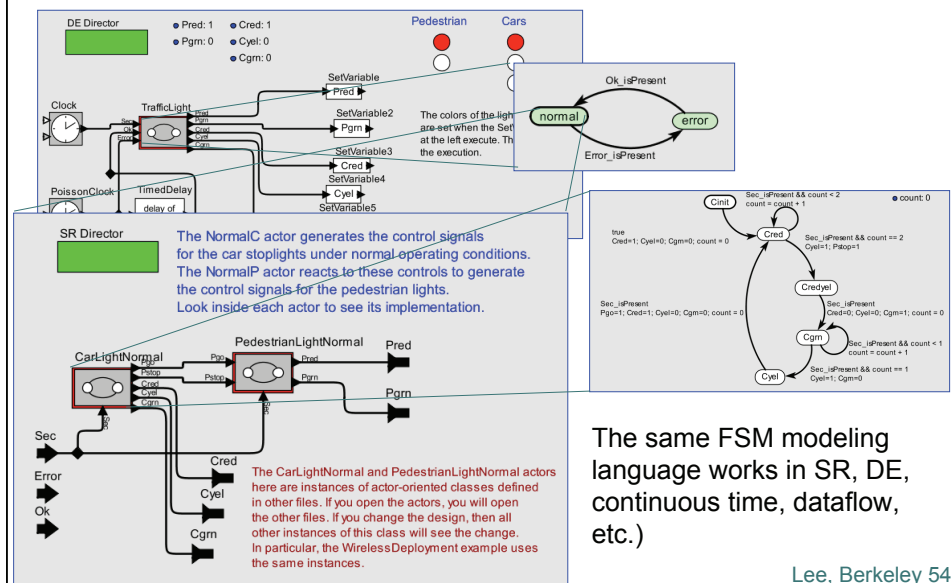 DE Director
Pred: 1
Cred: 1
Pgrn: 0
Cyel: 0
Cgrn: 0
Pedestrian
Cars
Clock
TrafficLight
Sec
Ok
Error
Pred
Pgrn
Cred
Cyel
Cgrn
SetVariable
Pred
SetVariable2
Pgrn
SetVariable3
Cred
SetVariable4
Cyel
SetVariable5
The colors of the ligh
are set when the Set
at the left execute. Th
the execution.
PoissonClock
TimedDelay
delay of
Ok_isPresent
normal
error
Error_isPresent
SR Director
The NormalC actor generates the control signals
for the car stoplights under normal operating conditions.
The NormalP actor reacts to these controls to generate
the control signals for the pedestrian lights.
Look inside each actor to see its implementation.
CarLightNormal
Pgo
Pstop
Cred
Cyel
Cgrn
Sec
PedestrianLightNormal
Pgo
Pstop
Pred
Pgrn
Sec
Pred
Pgrn
Sec
Error
Ok
Cred
Cyel
Cgrn
The CarLightNormal and PedestrianLightNormal actors
here are instances of actor-oriented classes defined
in other files. If you open the actors, you will open
the other files. If you change the design, then all
other instances of this class will see the change.
In particular, the WirelessDeployment example uses
the same instances.
Cinit
Sec_isPresent && count < 2
count = count + 1
count: 0
true
Cred=1; Cyel=0; Cgrn=0; count = 0
Cred
Sec_isPresent && count == 2
Cyel=1; Pstop=1
Credyel
Sec_isPresent
Pgo=1; Cred=1; Cyel=0; Cgrn=0; count = 0
Sec_isPresent
Cred=0; Cyel=0; Cgrn=1; count = 0
Cgrn
Sec_isPresent && count < 1
count = count + 1
Cyel
Sec_isPresent && count == 1
Cyel=1; Cgrn=0
The same FSM modeling
language works in SR, DE,
continuous time, dataflow,
etc.)
Lee, Berkeley 54